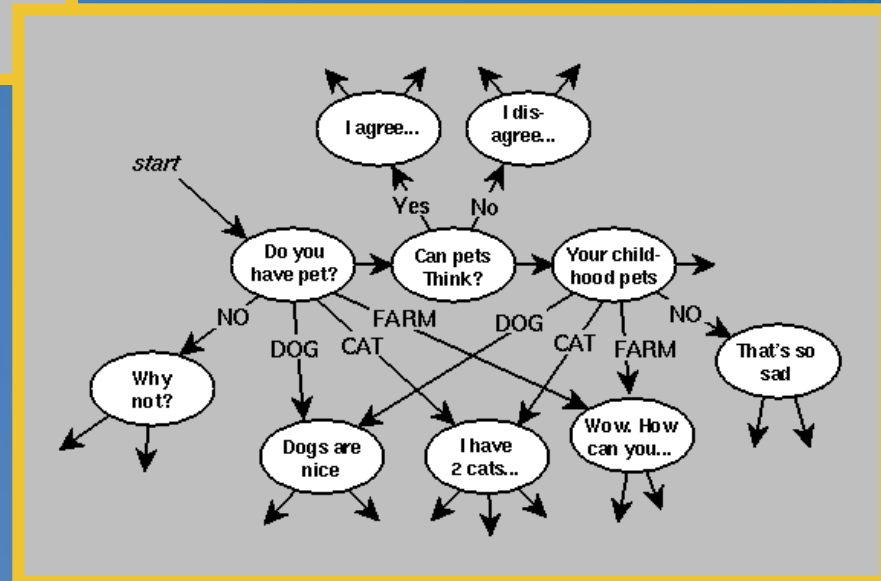 I agree...
I dis-
agree...
start
Yes
No
Do you
have pet?
Can pets
Think?
Your child-
hood pets
NO
DOG
CAT
FARM
DOG
CAT
FARM
NO
Why
not?
Dogs are
nice
I have
2 cats...
Wow. How
can you...
That's so
sad